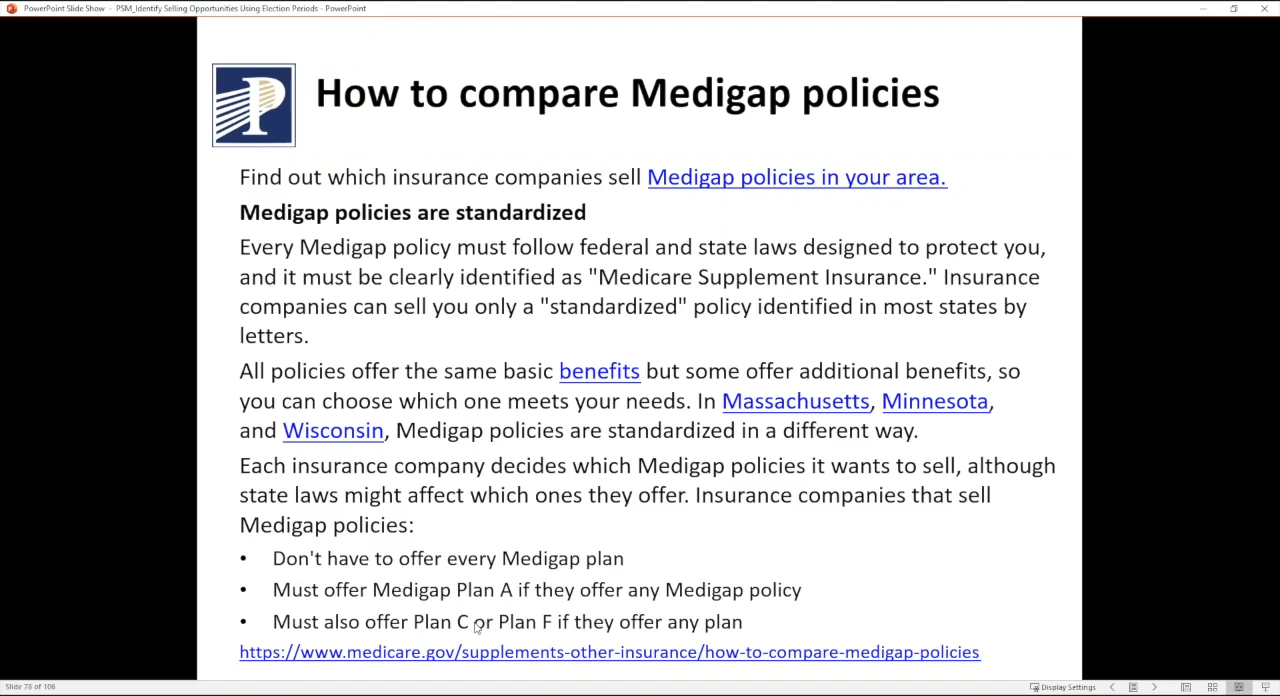 PowerPoint Slide Show - PSM_Identify Selling Opportunities Using Election Periods - PowerPoint
P
How to compare Medigap policies
Find out which insurance companies sell Medigap policies in your area.
Medigap policies are standardized
Every Medigap policy must follow federal and state laws designed to protect you,
and it must be clearly identified as "Medicare Supplement Insurance." Insurance
companies can sell you only a "standardized" policy identified in most states by
letters.
All policies offer the same basic benefits but some offer additional benefits, so
you can choose which one meets your needs. In Massachusetts, Minnesota,
and Wisconsin, Medigap policies are standardized in a different way.
Each insurance company decides which Medigap policies it wants to sell, although
state laws might affect which ones they offer. Insurance companies that sell
Medigap policies:
• Don't have to offer every Medigap plan
• Must offer Medigap Plan A if they offer any Medigap policy
• Must also offer Plan C or Plan F if they offer any plan
https://www.medicare.gov/supplements-other-insurance/how-to-compare-medigap-policies
Slide 78 of 106
Display Settings